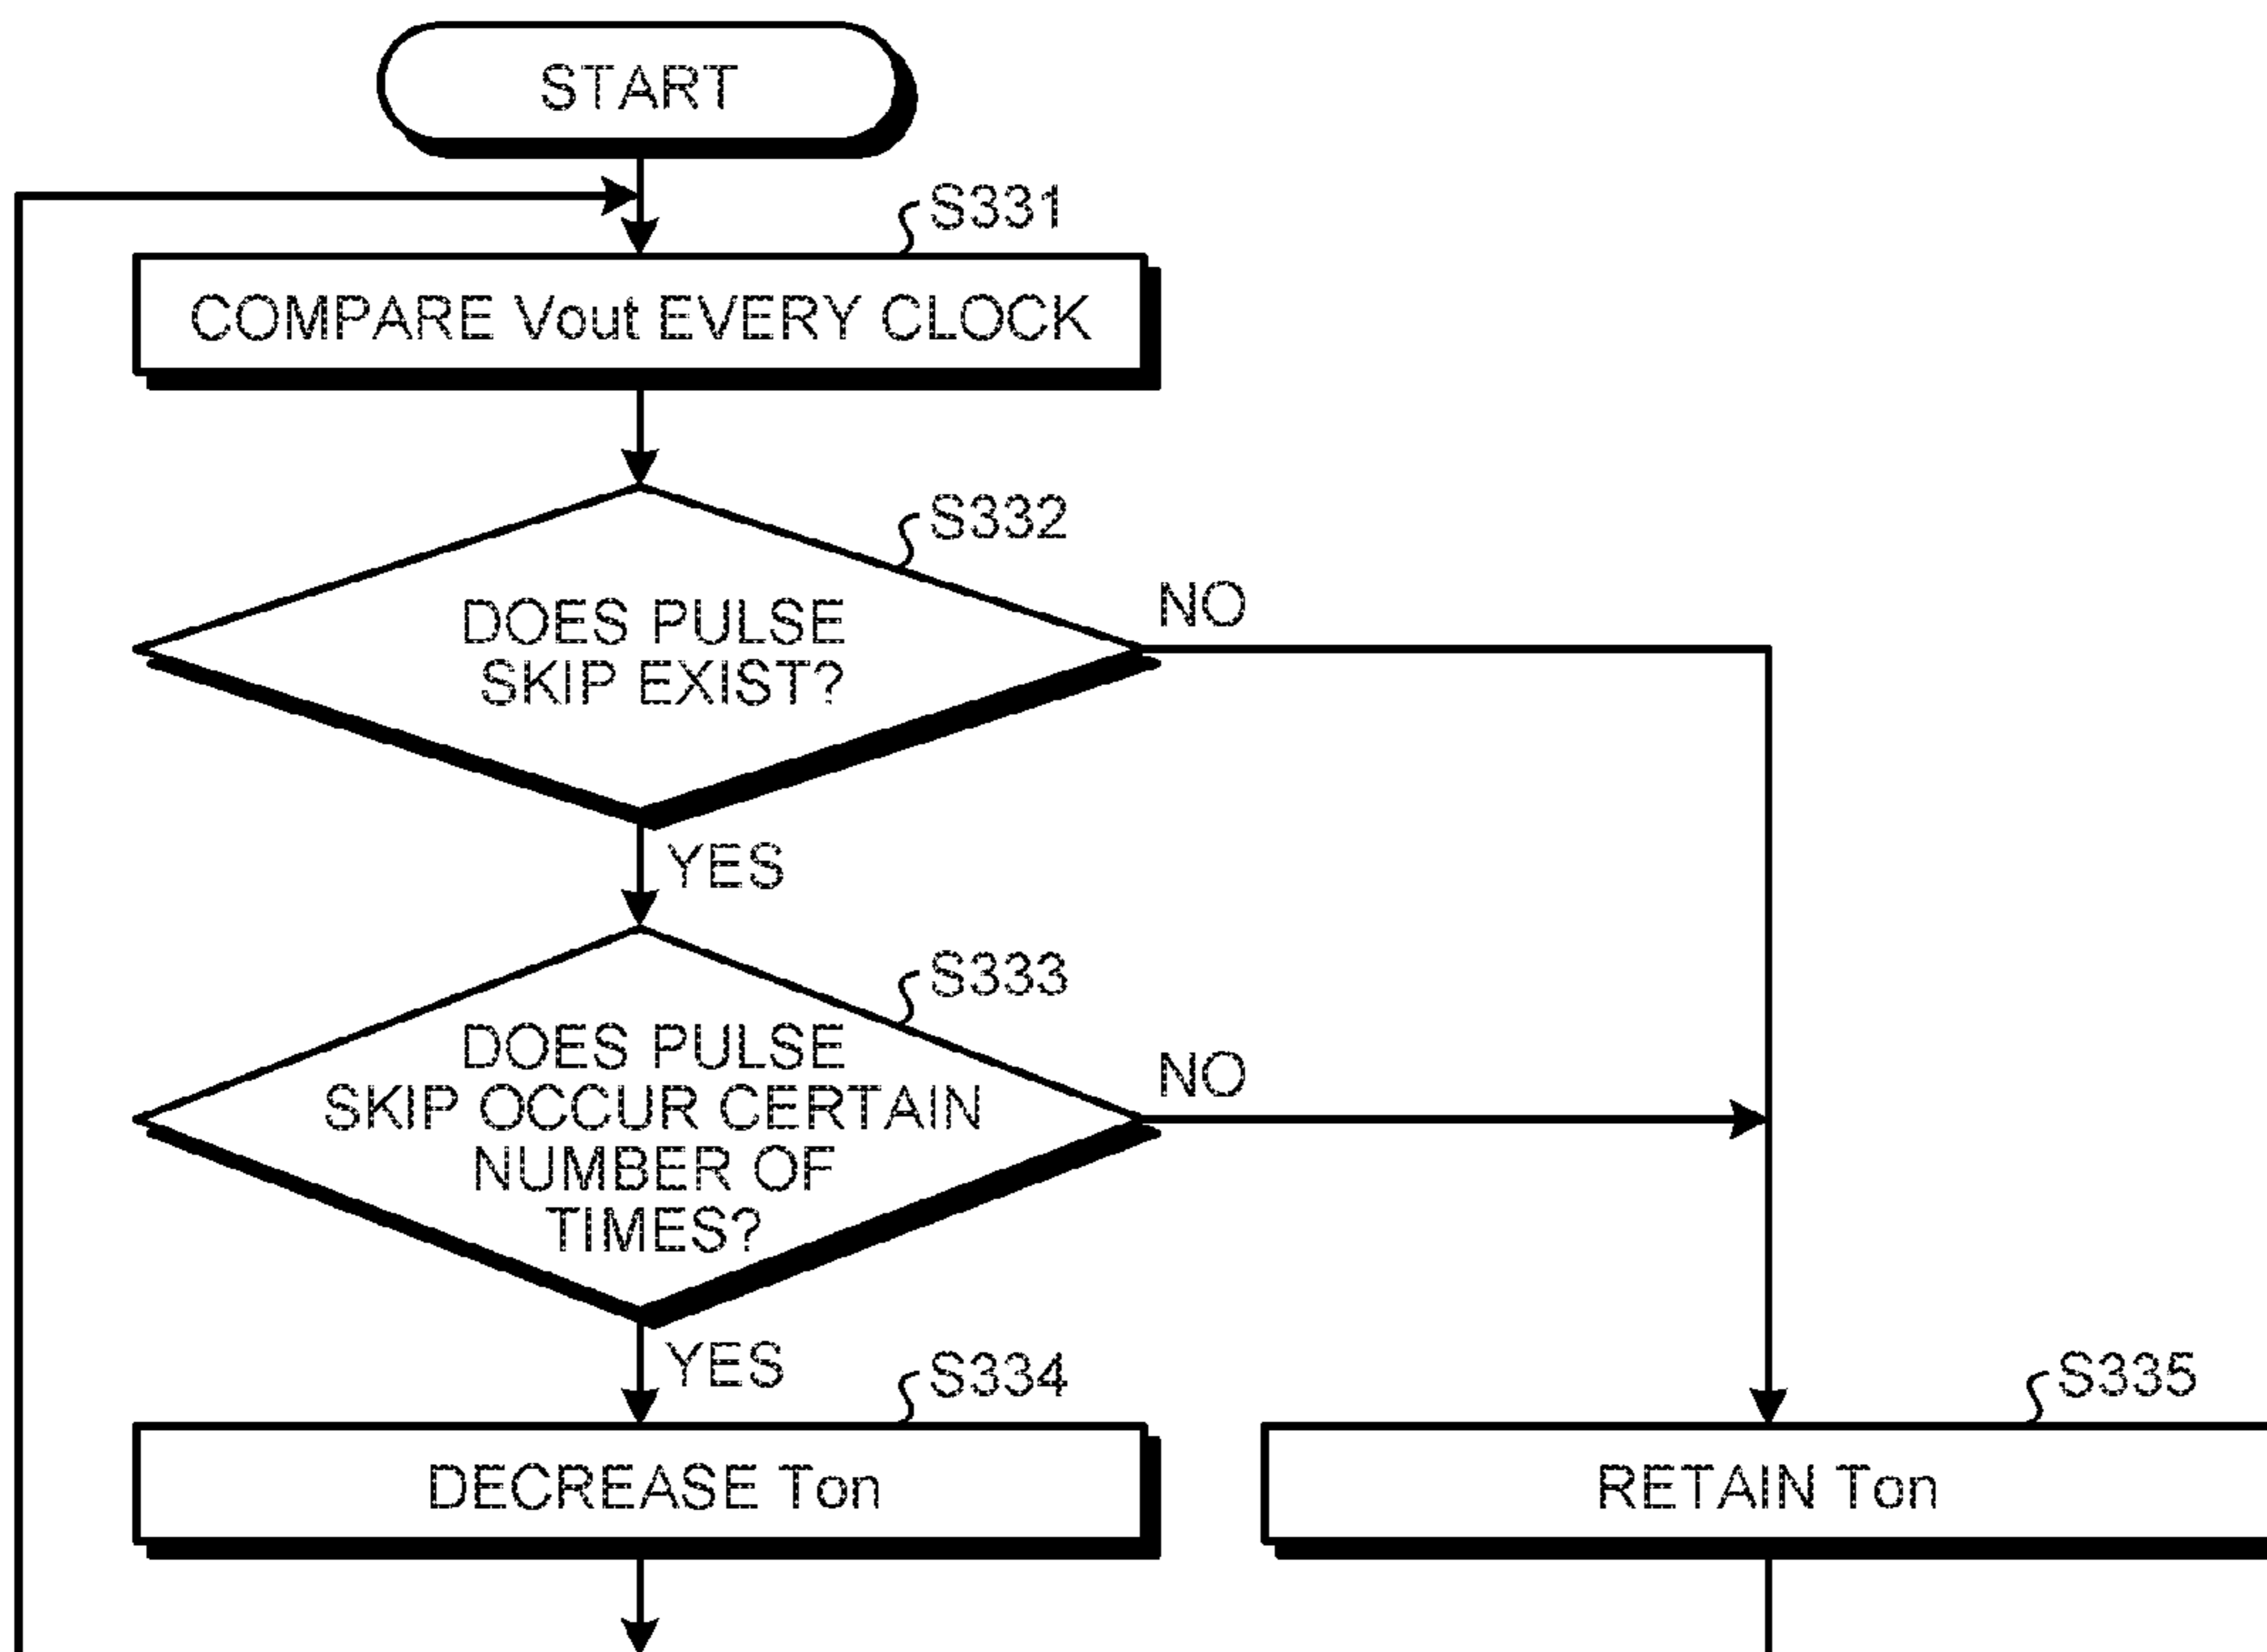 START
S331
COMPARE Vout EVERY CLOCK
S332
DOES PULSE
SKIP EXIST?
NO
YES
S333
DOES PULSE
SKIP OCCUR CERTAIN
NUMBER OF
TIMES?
NO
YES
S334
DECREASE Ton
S335
RETAIN Ton